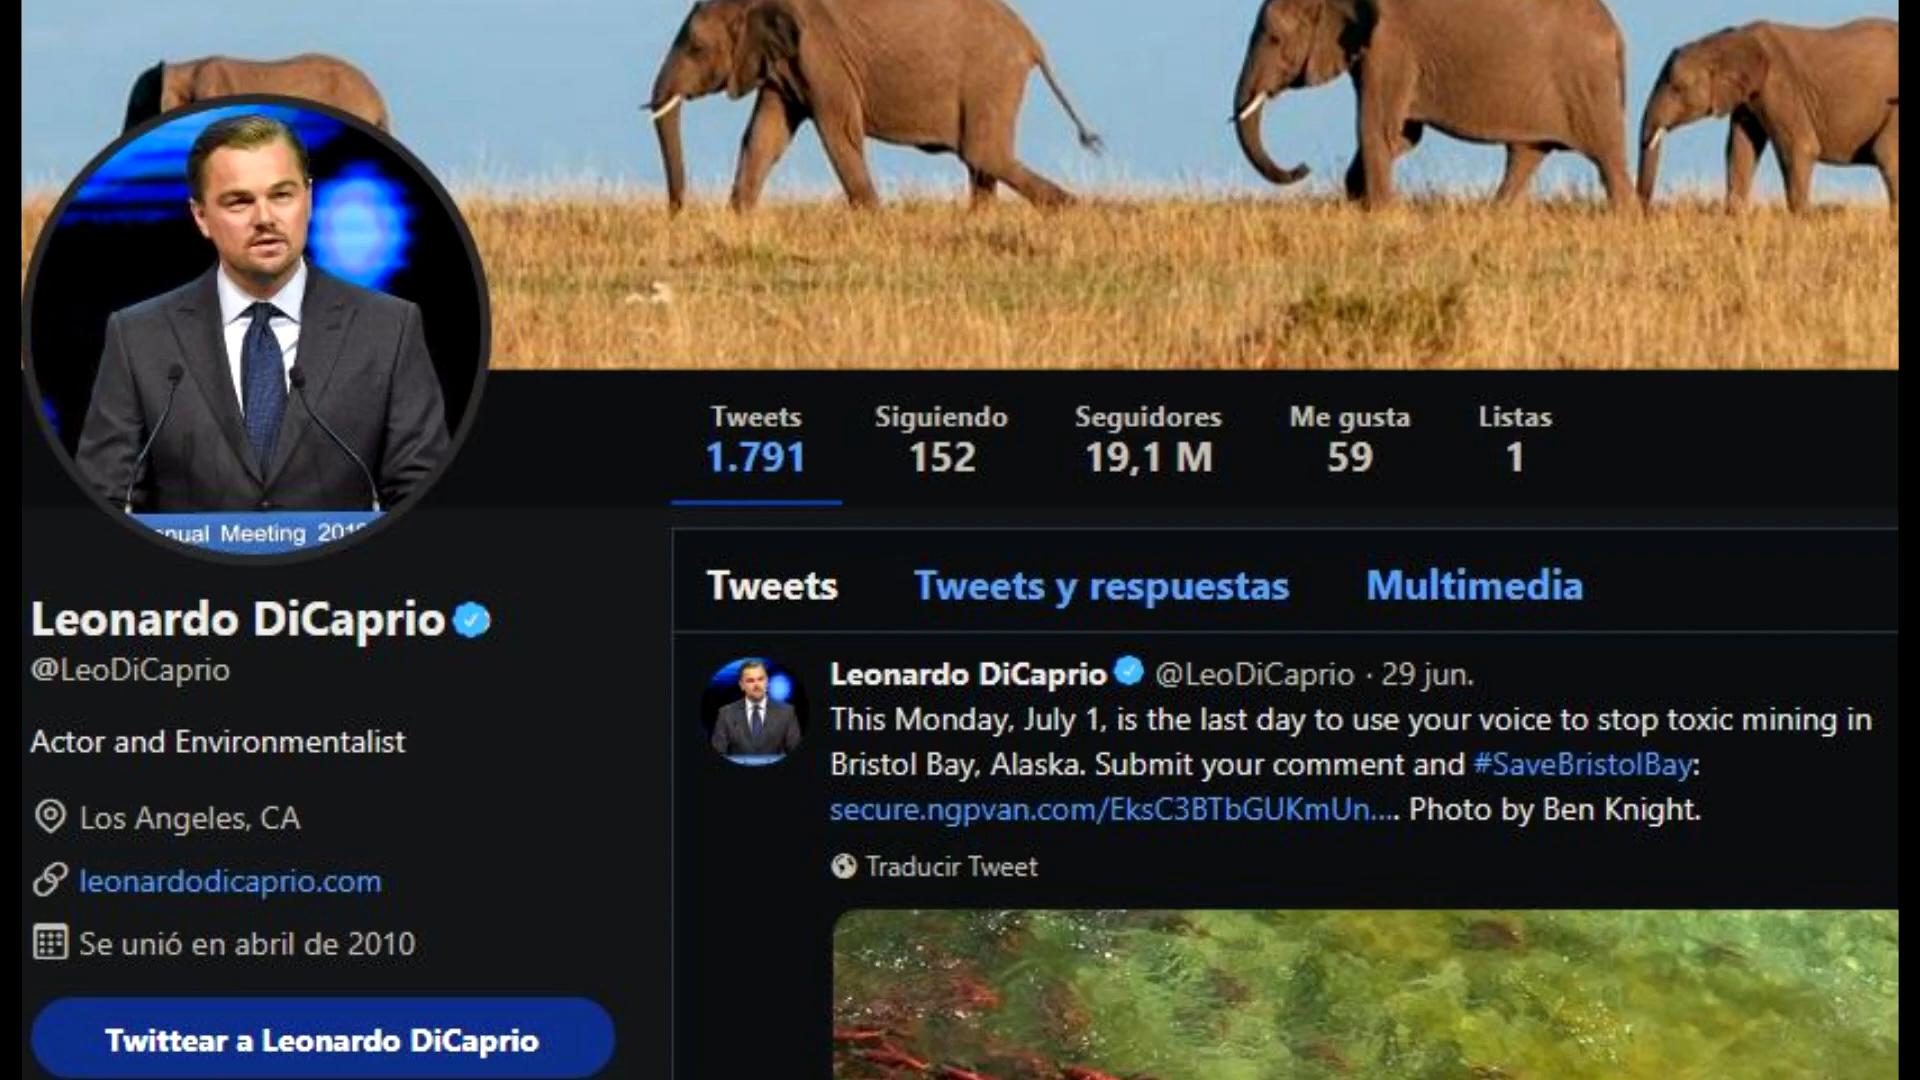 Annual Meeting 201
Tweets
1.791
Siguiendo
152
Seguidores
19,1 M
Me gusta
59
Listas
1
Leonardo DiCaprio
@LeoDiCaprio
Actor and Environmentalist
Los Angeles, CA
leonardodicaprio.com
Se unió en abril de 2010
Twittear a Leonardo DiCaprio
Tweets
Tweets y respuestas
Multimedia
Leonardo DiCaprio @LeoDiCaprio · 29 jun.
This Monday, July 1, is the last day to use your voice to stop toxic mining in
Bristol Bay, Alaska. Submit your comment and #SaveBristolBay:
secure.ngpvan.com/EksC3BTbGUKmUn.... Photo by Ben Knight.
Traducir Tweet